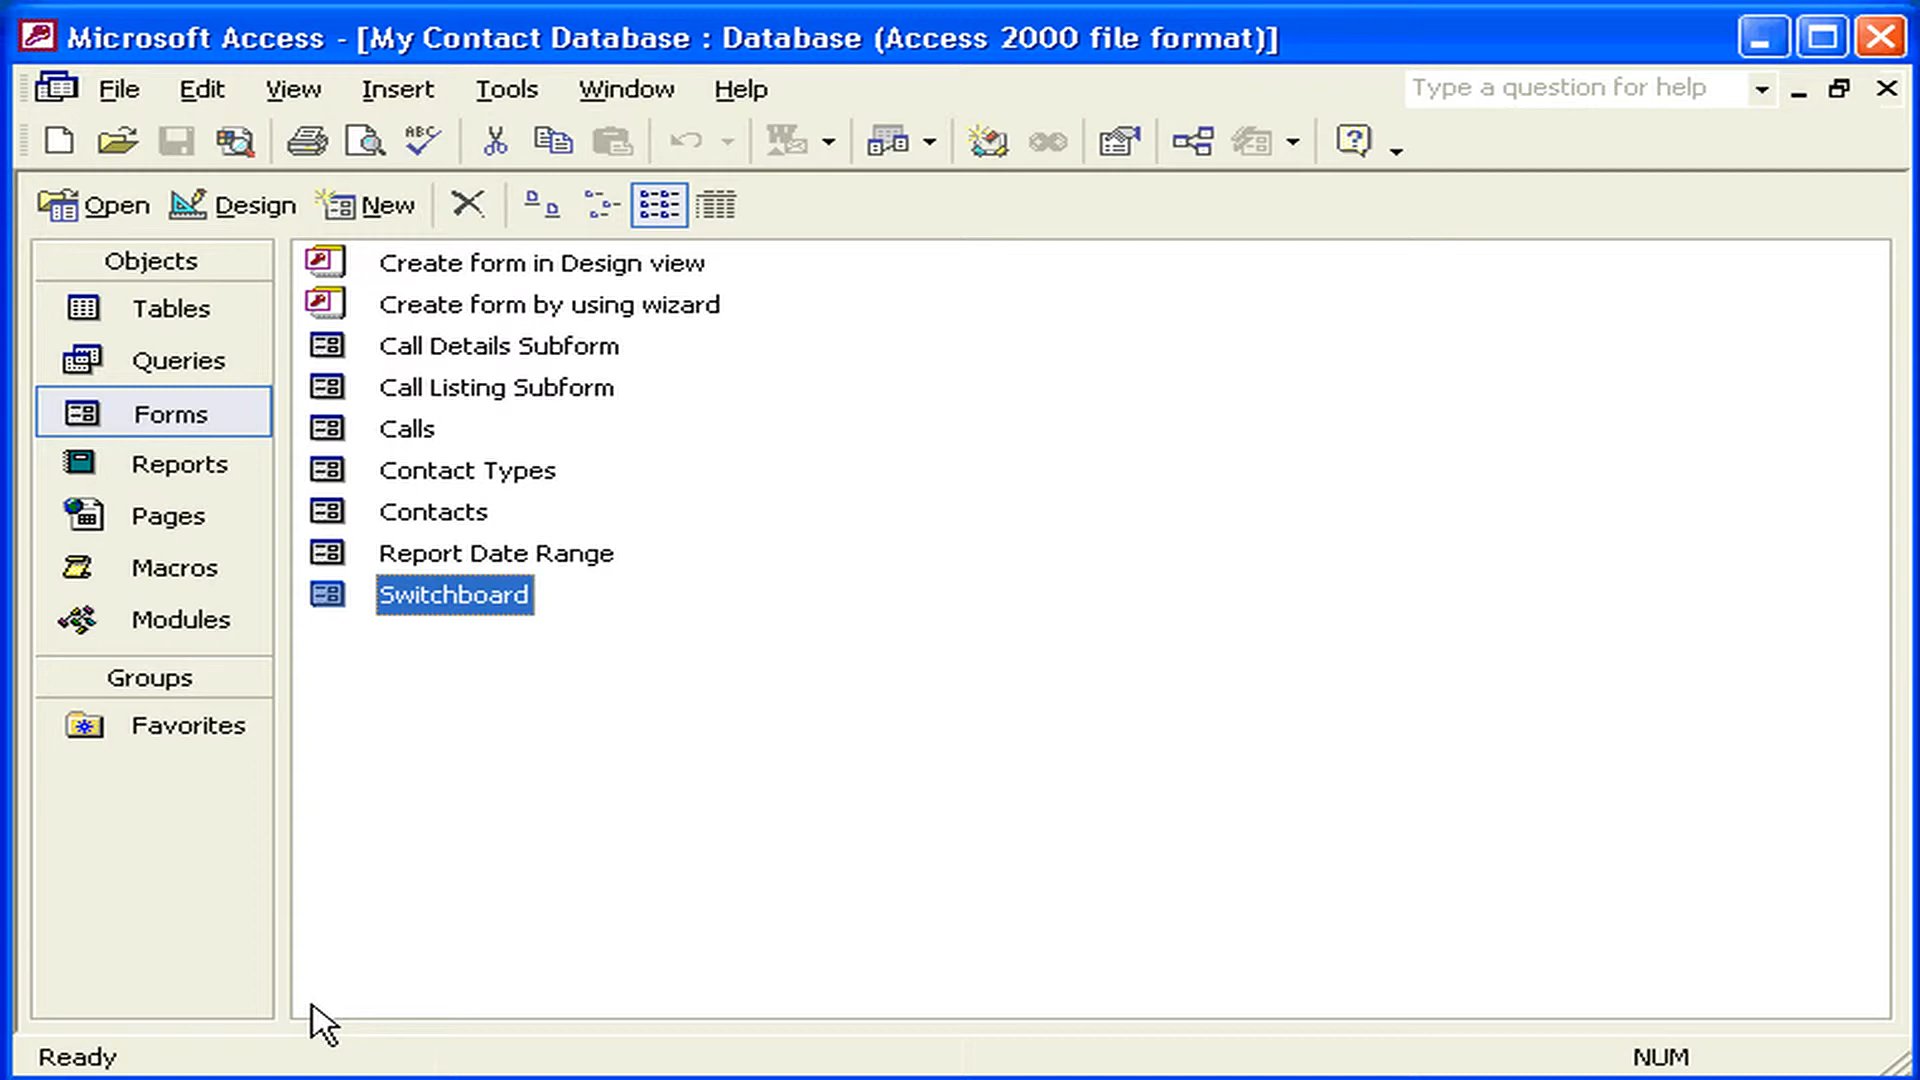 Microsoft Access - [My Contact Database : Database (Access 2000 file format)]
File Edit View Insert Tools Window Help Type a question for help
ABC
Open Design New
Objects
Tables
Queries
Forms
Reports
Pages
Macros
Modules
Groups
Favorites
Create form in Design view
Create form by using wizard
Call Details Subform
Call Listing Subform
Calls
Contact Types
Contacts
Report Date Range
Switchboard
Ready NUM